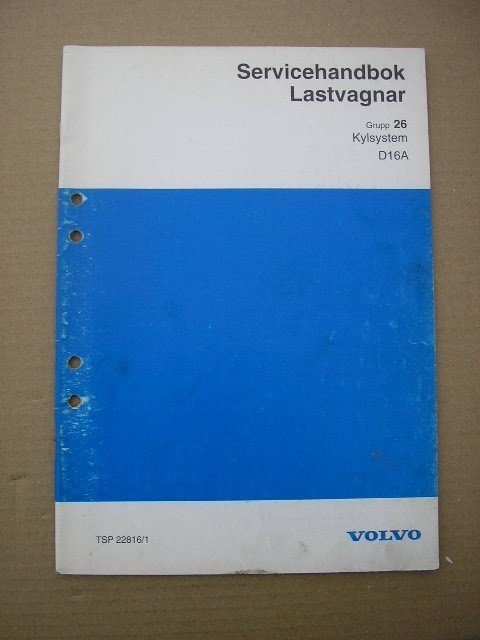 Servicehandbok
Lastvagnar
Grupp 26
Kylsystem
D16A
TSP 22816/1
VOLVO